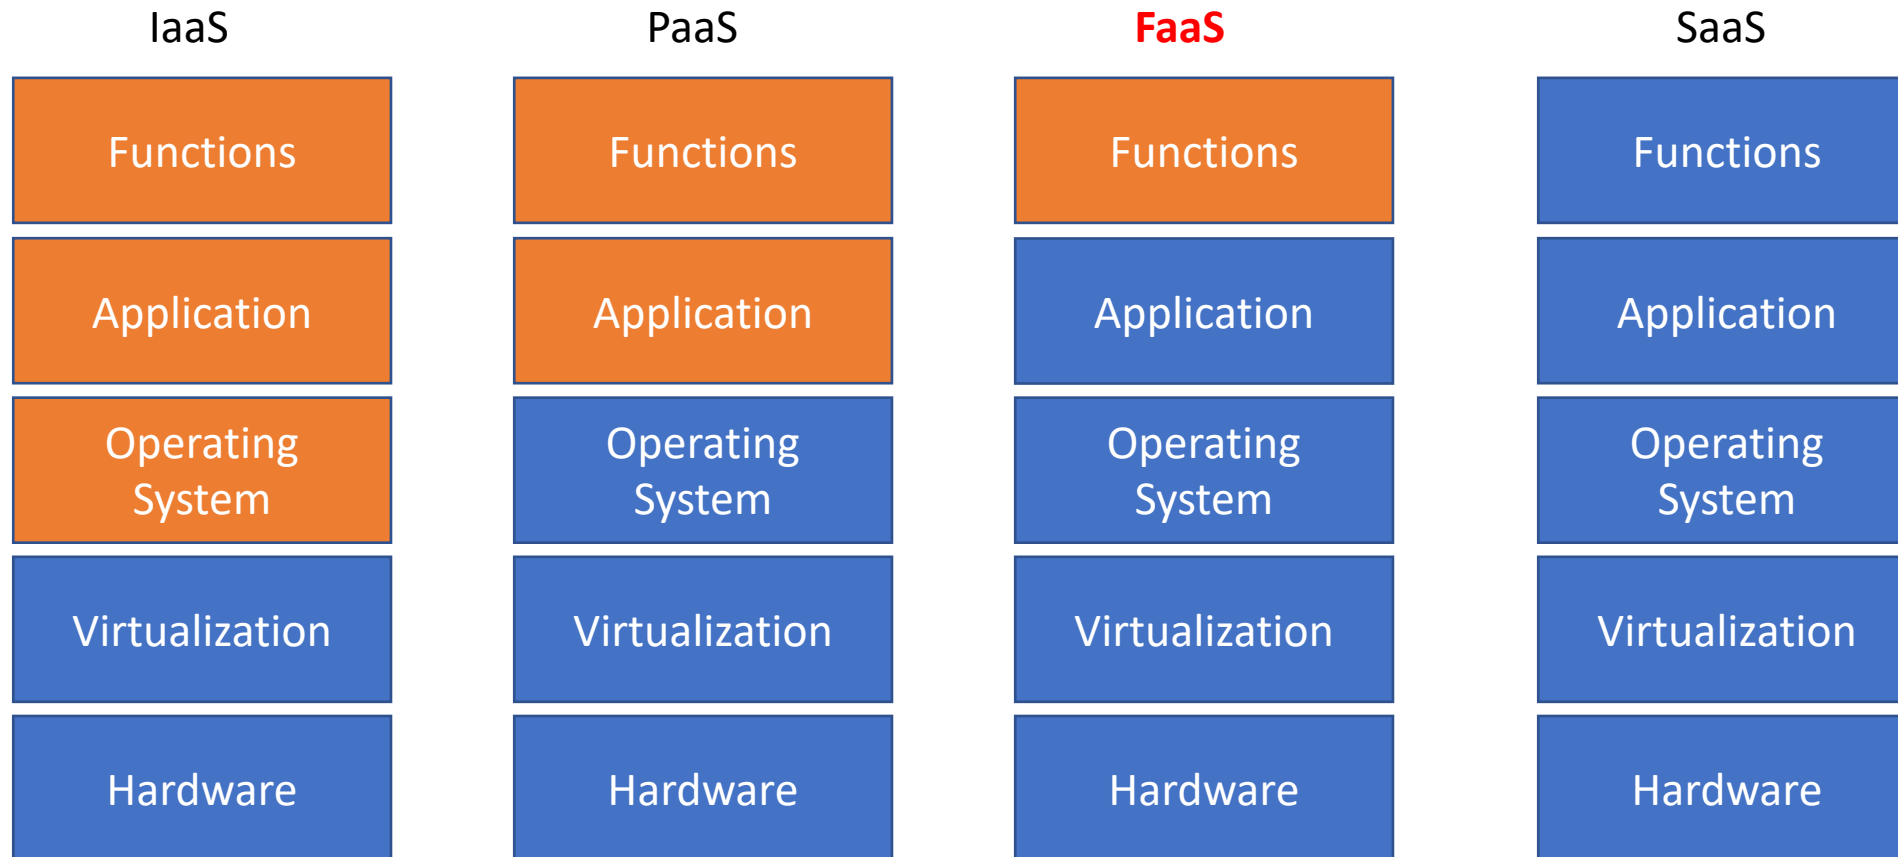 IaaS
PaaS
FaaS
SaaS
Functions
Functions
Functions
Functions
Application
Application
Application
Application
Operating
System
Operating
System
Operating
System
Operating
System
Virtualization
Virtualization
Virtualization
Virtualization
Hardware
Hardware
Hardware
Hardware